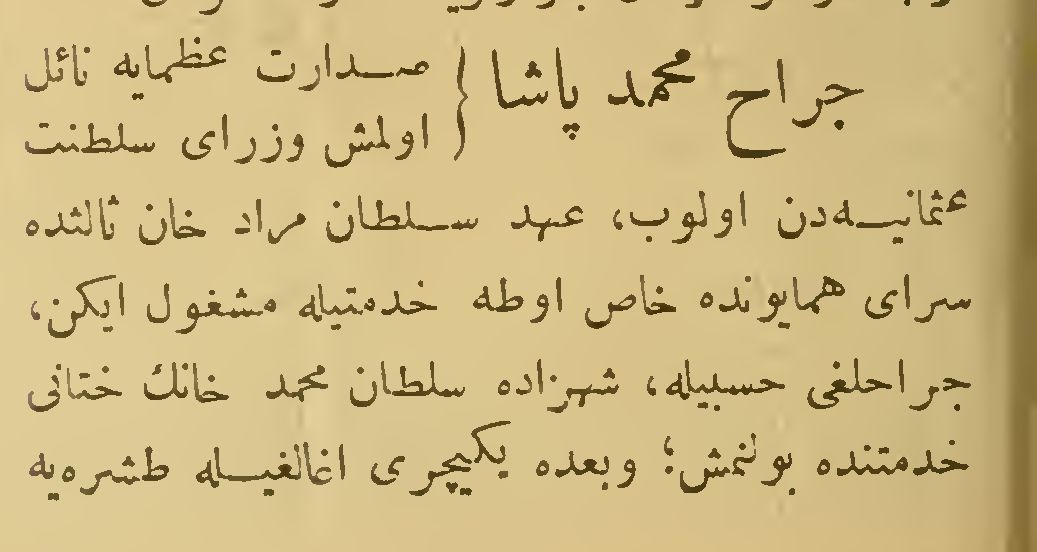 جراح محمد پاشا { صدارت عظمایه نائل
اولمش وزرای سلطنت
عثمانیه‌دن اولوب، عهد سلطان مراد خان ثالثده
سرای همایونده خاص اوطه خدمتیله مشغول ایکن،
جراحلغی حسبیله، شهزاده سلطان محمد خانك ختانی
خدمتنده بولنمش؛ وبعده یکیچری اغالغیله طشره‌یه